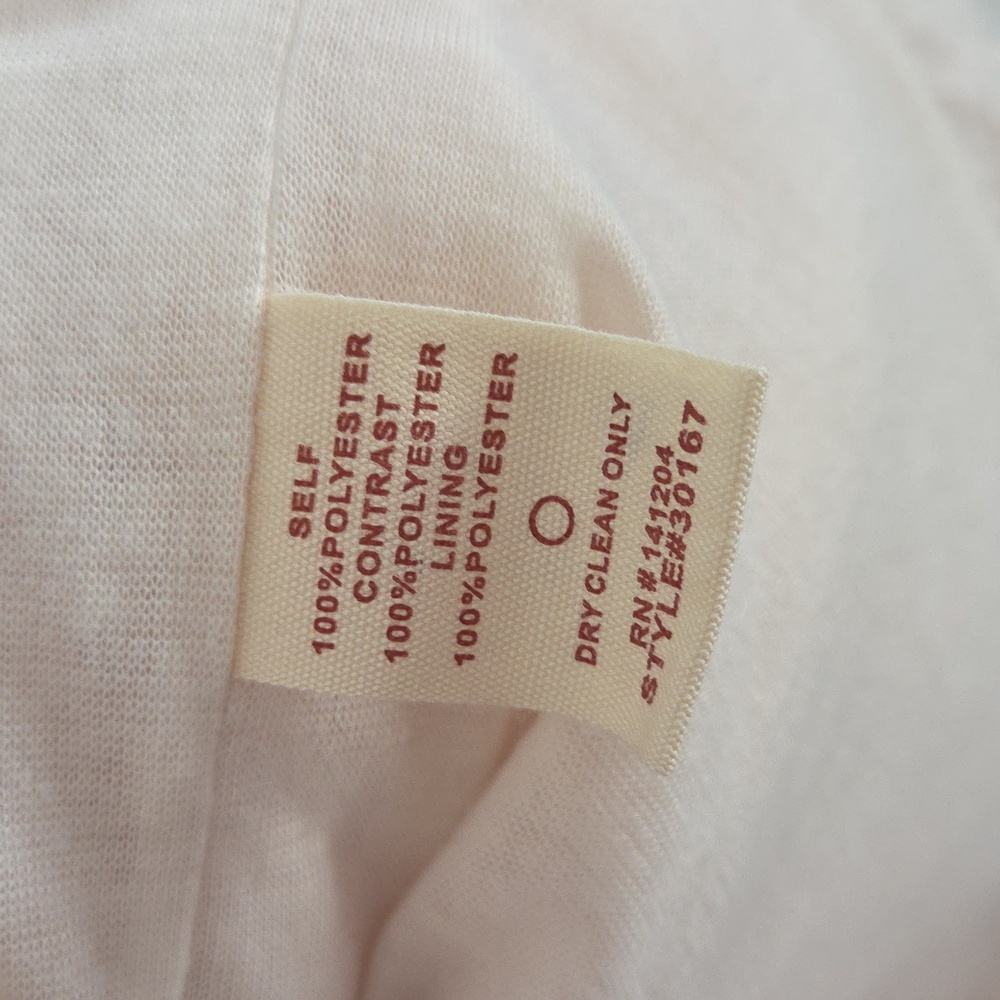 SELF
100%POLYESTER
CONTRAST
100%POLYESTER
LINING
100%POLYESTER
DRY CLEAN ONLY
RN # 141204
STYLE#30167